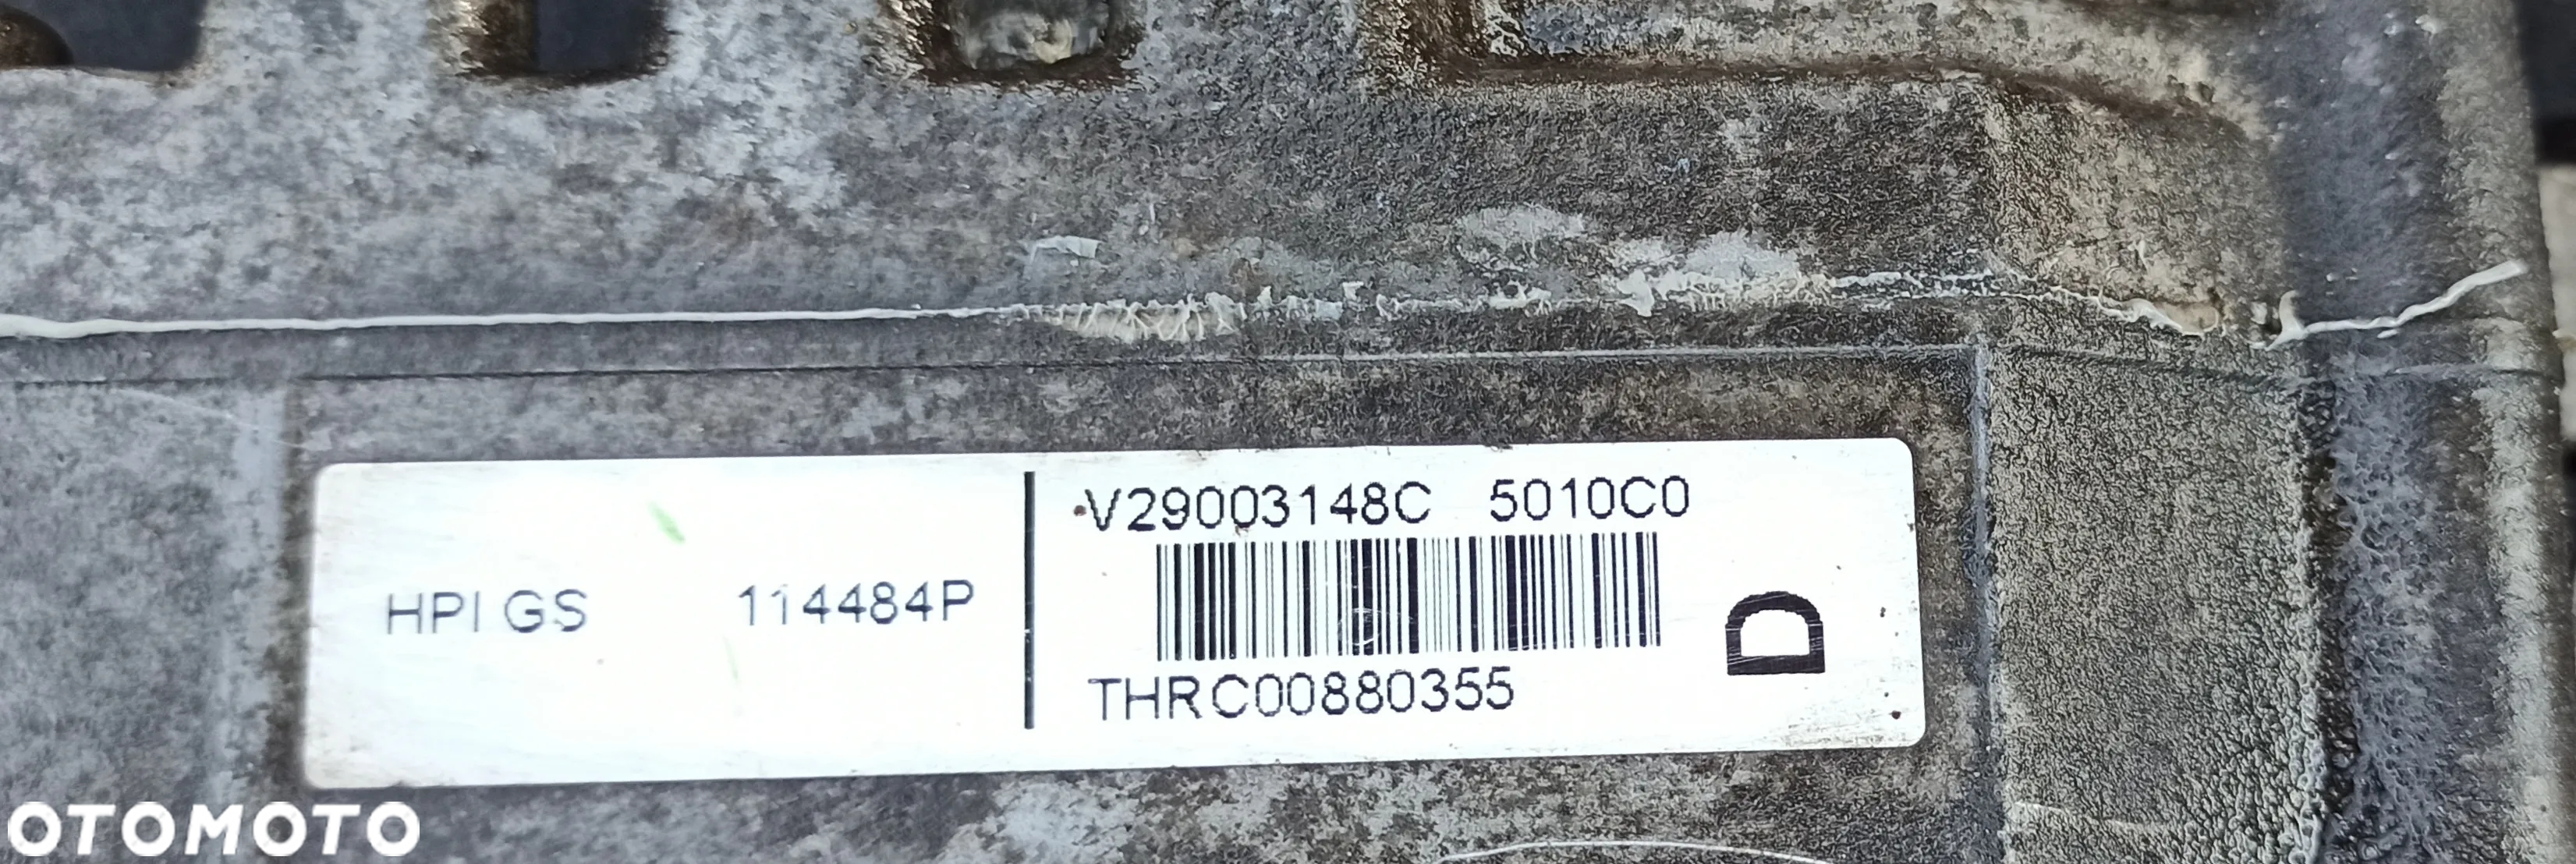 V29003148C 5010C0
HPI GS 114484P
D
THRC00880355
OTOMOTO